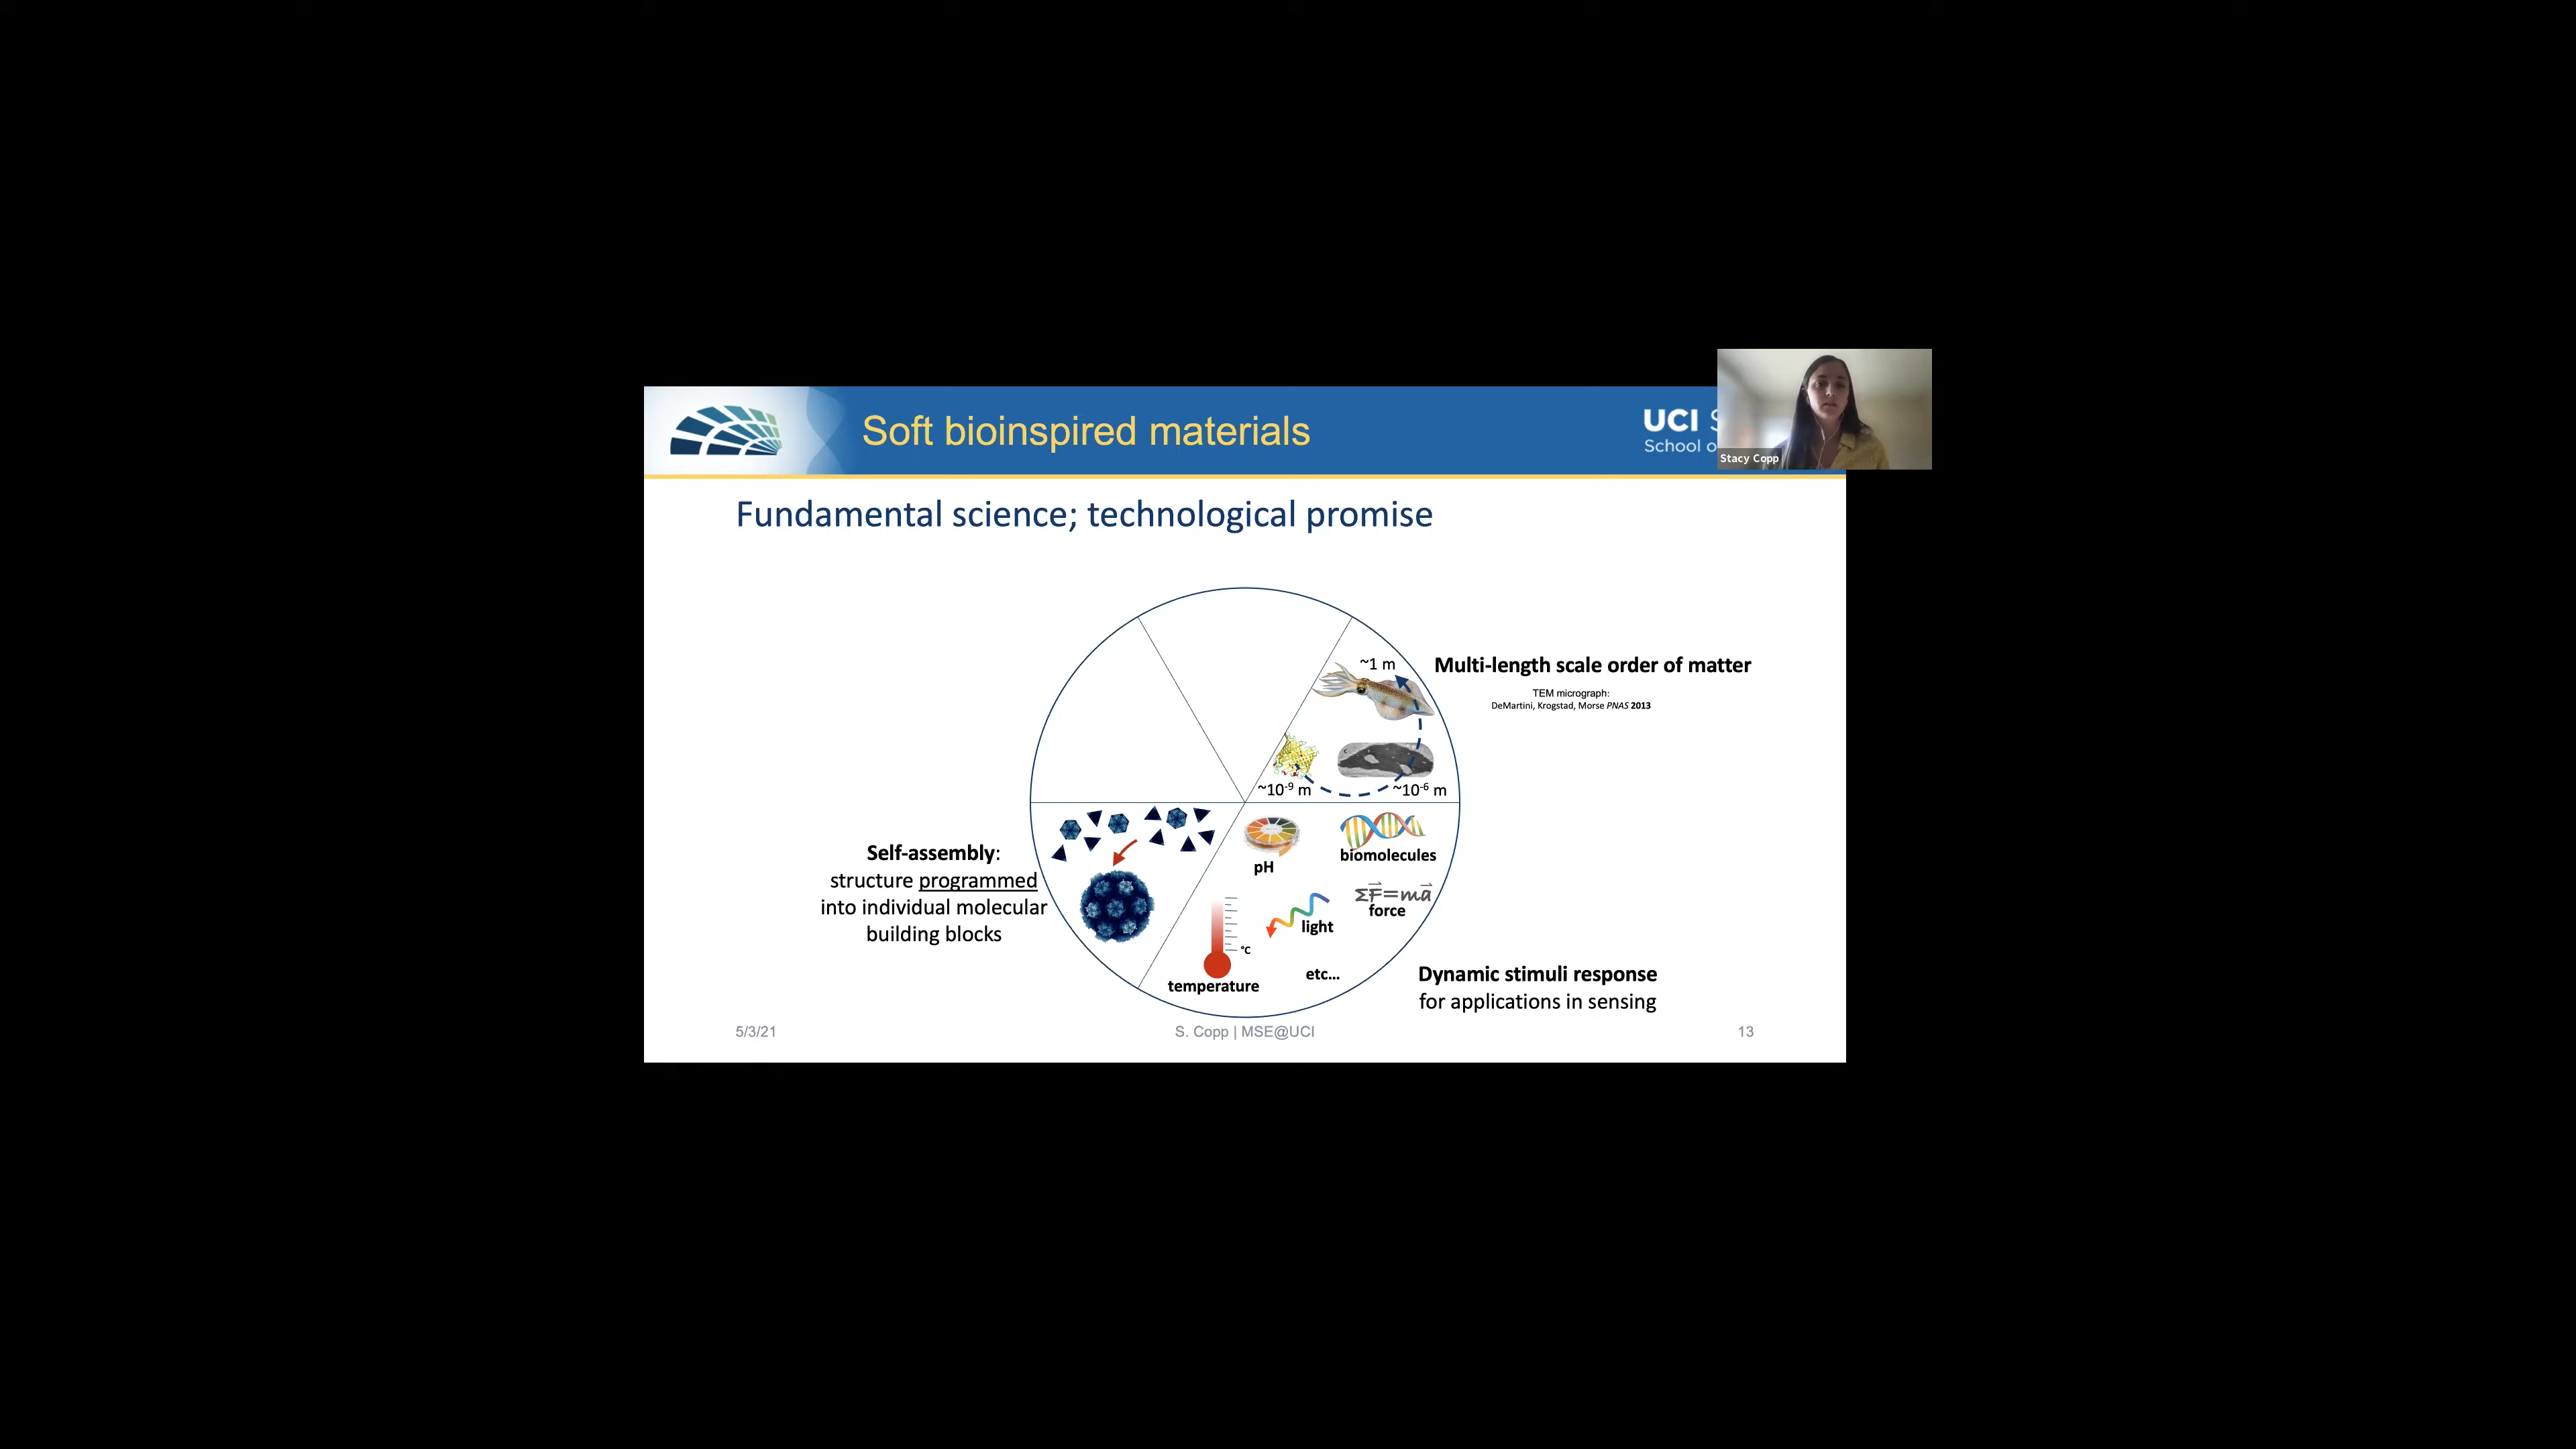 Soft bioinspired materials
UCI S
School o
Stacy Copp
Fundamental science; technological promise
~1 m
Multi-length scale order of matter
TEM micrograph:
DeMartini, Krogstad, Morse PNAS 2013
~10⁻⁹ m
~10⁻⁶ m
Self-assembly:
structure programmed
into individual molecular
building blocks
pH
biomolecules
ΣF⃗=ma⃗
force
light
°C
temperature
etc...
Dynamic stimuli response
for applications in sensing
5/3/21
S. Copp | MSE@UCI
13